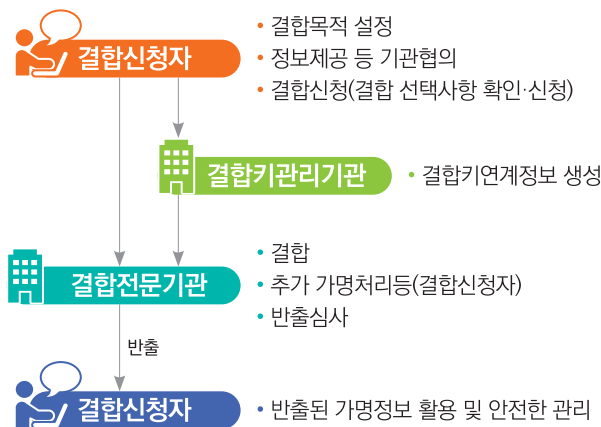 결합신청자
• 결합목적 설정
• 정보제공 등 기관협의
• 결합신청(결합 선택사항 확인·신청)
결합키관리기관
• 결합키연계정보 생성
결합전문기관
• 결합
• 추가 가명처리등(결합신청자)
• 반출심사
반출
결합신청자
• 반출된 가명정보 활용 및 안전한 관리